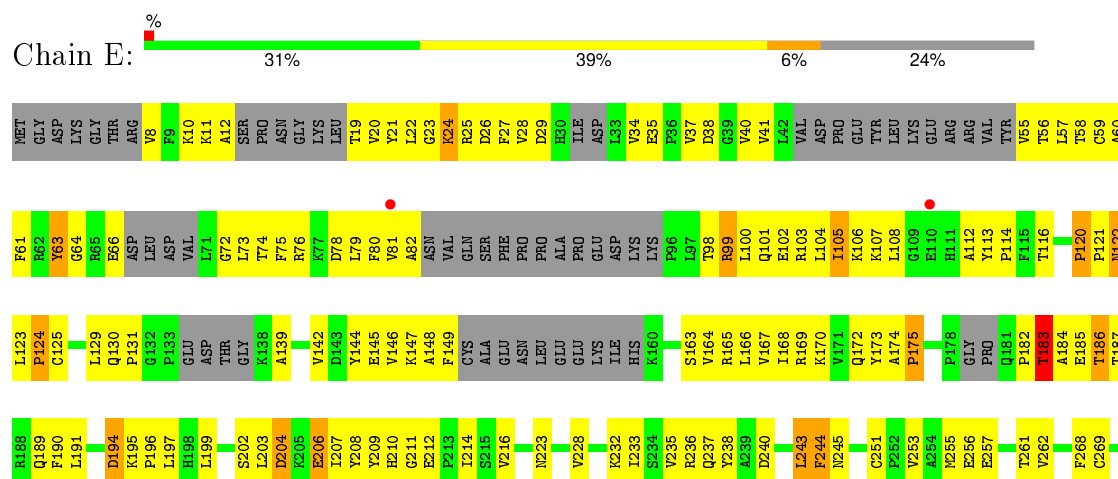 %
Chain E:
31% 39% 6% 24%
MET GLY ASP LYS GLY THR ARG V8 F9 K10 K11 A12 SER PRO ASN GLY LYS LEU T19 V20 Y21 L22 G23 K24 R25 D26 F27 V28 D29 H30 ILE ASP L33 V34 E35 P36 V37 D38 G39 V40 V41 L42 VAL ASP PRO GLU TYR LEU LYS GLU ARG ARG VAL TYR V55 T56 L57 T58 C59 A60
F61 R62 Y63 G64 R65 E66 ASP LEU ASP VAL L71 G72 L73 T74 F75 R76 K77 D78 L79 F80 V81 A82 ASN VAL GLN SER PHE PRO PRO ALA PRO GLU ASP LYS LYS P96 L97 T98 R99 L100 Q101 E102 R103 L104 I105 K106 K107 L108 G109 E110 H111 A112 Y113 P114 F115 T116 P120 P121 N122
L123 P124 C125 L129 Q130 P131 G132 P133 GLU ASP THR GLY K138 A139 V142 D143 Y144 E145 V146 K147 A148 F149 CYS ALA GLU ASN LEU GLU GLU LYS ILE HIS K160 S163 V164 R165 L166 V167 I168 R169 K170 V171 Q172 Y173 A174 P175 P178 GLY PRO Q181 P182 T183 A184 E185 T186 T187
R188 Q189 F190 L191 D194 K195 P196 L197 H198 L199 S202 L203 D204 K205 E206 I207 Y208 Y209 H210 G211 E212 P213 I214 S215 V216 N223 V228 K232 I233 S234 V235 R236 Q237 Y238 A239 D240 L243 F244 N245 C251 P252 V253 A254 M255 E256 E257 T261 V262 F268 C269